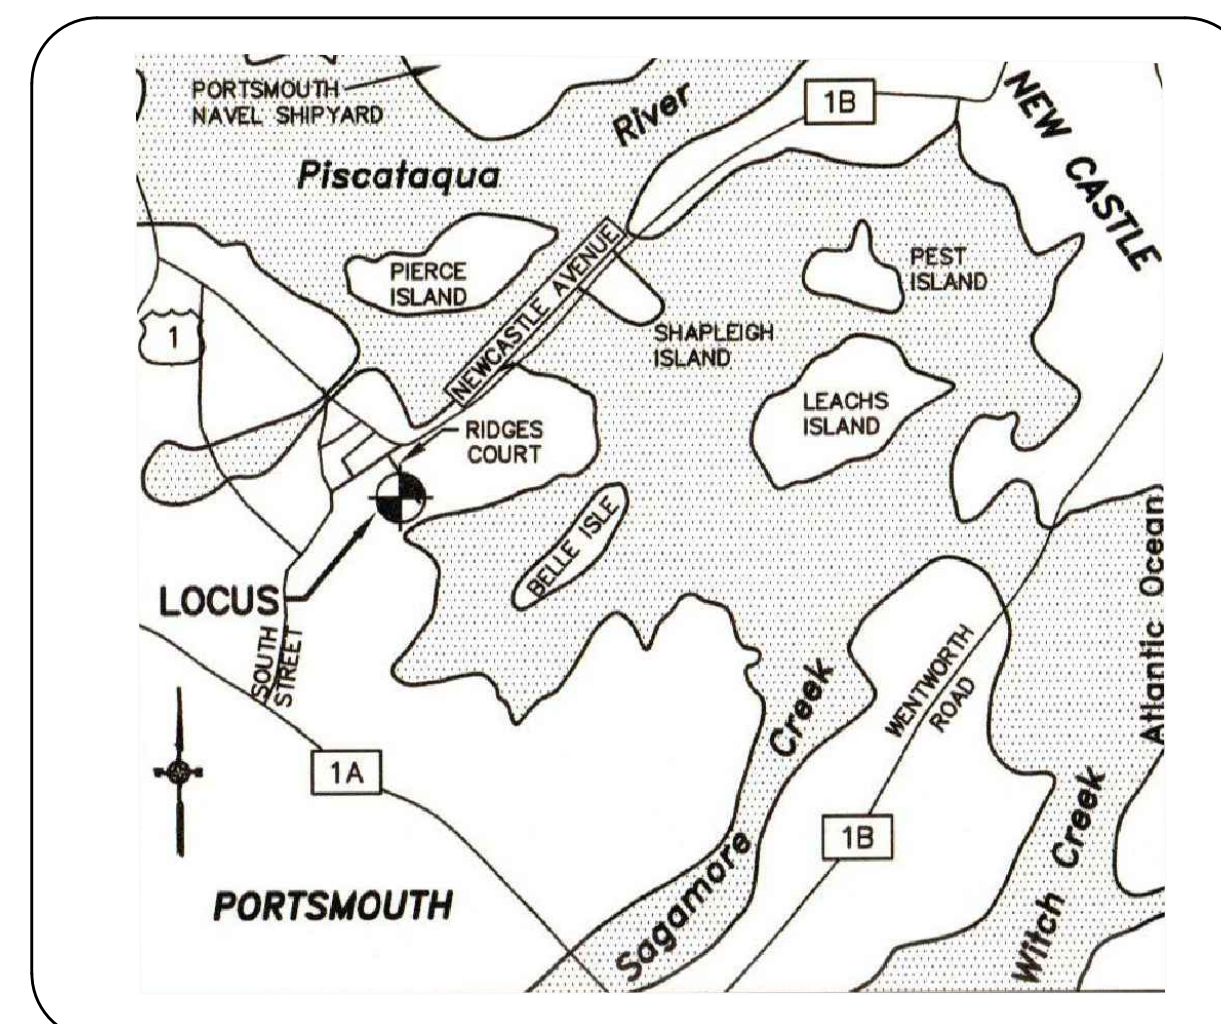 PORTSMOUTH
NAVEL SHIPYARD
River
1B
NEW CASTLE
Piscataqua
PIERCE
ISLAND
NEWCASTLE AVENUE
PEST
ISLAND
SHAPLEIGH
ISLAND
1
LEACHS
ISLAND
RIDGES
COURT
BELLE ISLE
Atlantic Ocean
LOCUS
SOUTH
STREET
WENTWORTH
ROAD
Creek
1A
1B
Creek
Sagamore
Witch
PORTSMOUTH